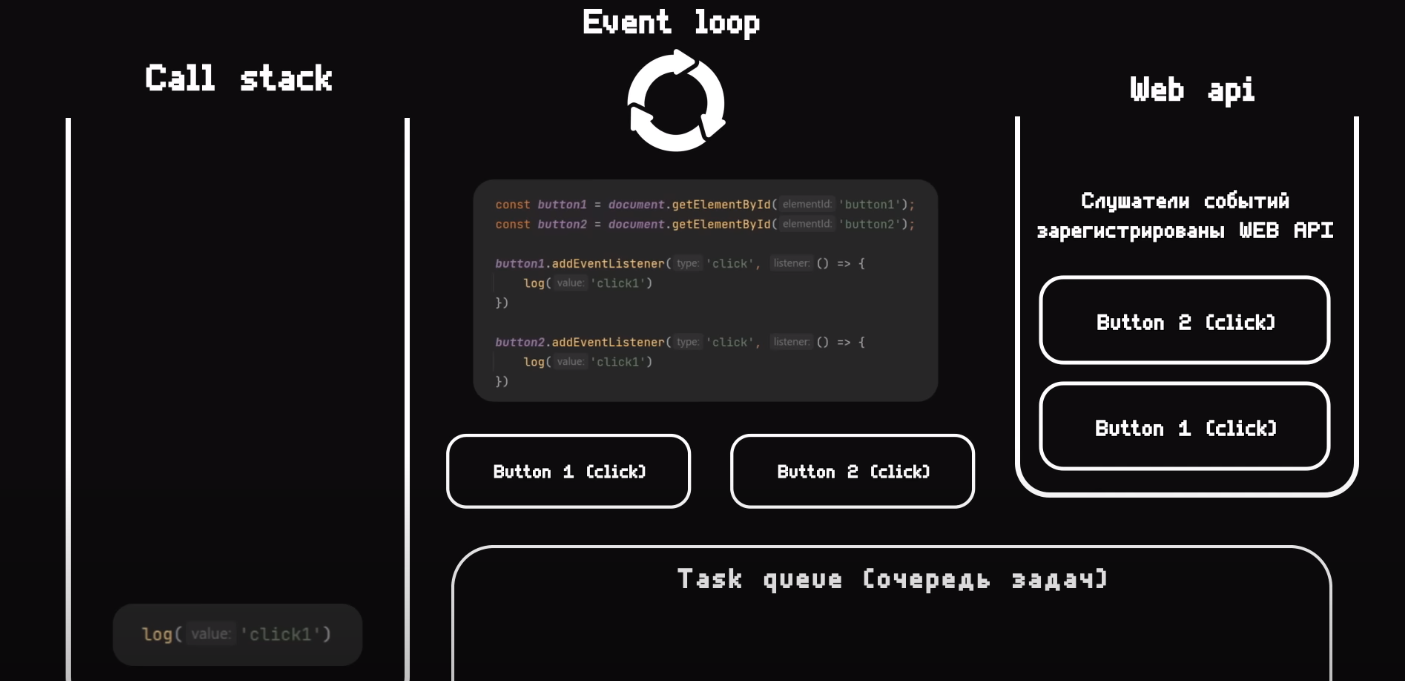 Event loop
Call stack
Web api
const button1 = document.getElementById( elementId: 'button1');
const button2 = document.getElementById( elementId: 'button2');
button1.addEventListener( type: 'click', listener: () => {
log( value: 'click1')
})
button2.addEventListener( type: 'click', listener: () => {
log( value: 'click1')
})
Слушатели событий
зарегистрированы WEB API
Button 2 (click)
Button 1 (click)
Button 1 (click)
Button 2 (click)
Task queue (очередь задач)
log( value: 'click1')